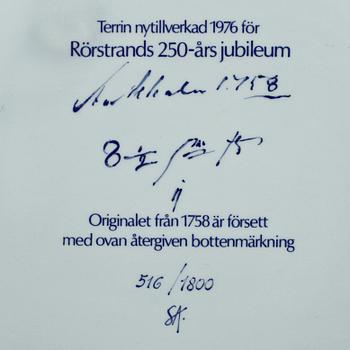 Terrin nytillverkad 1976 för
Rörstrands 250-års jubileum
Stockholm 1758
Originalet från 1758 är försett
med ovan återgiven bottenmärkning
516/1800
SK.